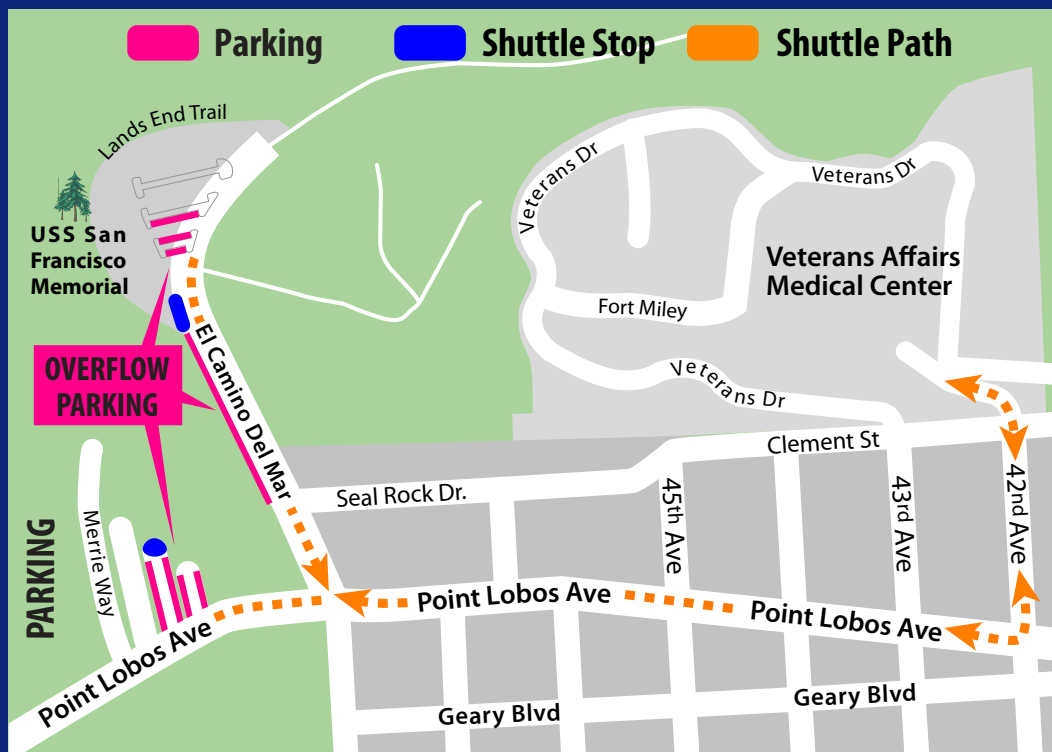 Parking
Shuttle Stop
Shuttle Path
Lands End Trail
USS San
Francisco
Memorial
Veterans Dr
Veterans Dr
Veterans Affairs
Medical Center
Fort Miley
OVERFLOW
PARKING
El Camino Del Mar
Veterans Dr
Clement St
Seal Rock Dr.
45th Ave
43rd Ave
42nd Ave
PARKING
Merrie Way
Point Lobos Ave
Point Lobos Ave
Point Lobos Ave
Geary Blvd
Geary Blvd